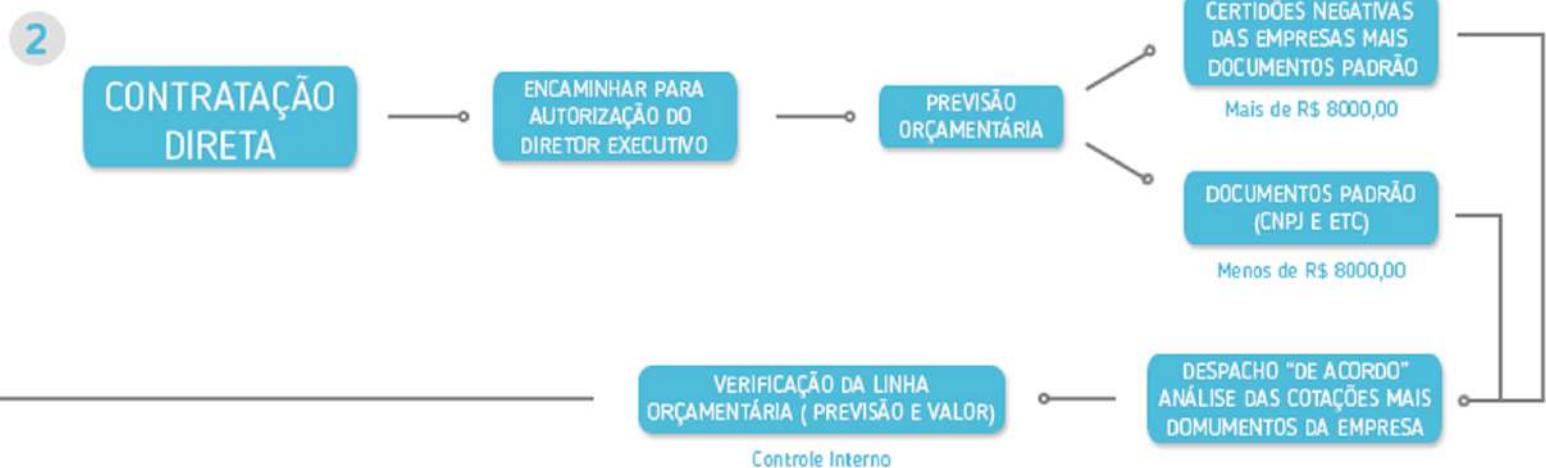 2
CONTRATAÇÃO
DIRETA
ENCAMINHAR PARA
AUTORIZAÇÃO DO
DIRETOR EXECUTIVO
PREVISÃO
ORÇAMENTÁRIA
CERTIDÕES NEGATIVAS
DAS EMPRESAS MAIS
DOCUMENTOS PADRÃO
Mais de R$ 8000,00
DOCUMENTOS PADRÃO
(CNPJ E ETC)
Menos de R$ 8000,00
DESPACHO "DE ACORDO"
ANÁLISE DAS COTAÇÕES MAIS
DOMUMENTOS DA EMPRESA
VERIFICAÇÃO DA LINHA
ORÇAMENTÁRIA ( PREVISÃO E VALOR)
Controle Interno